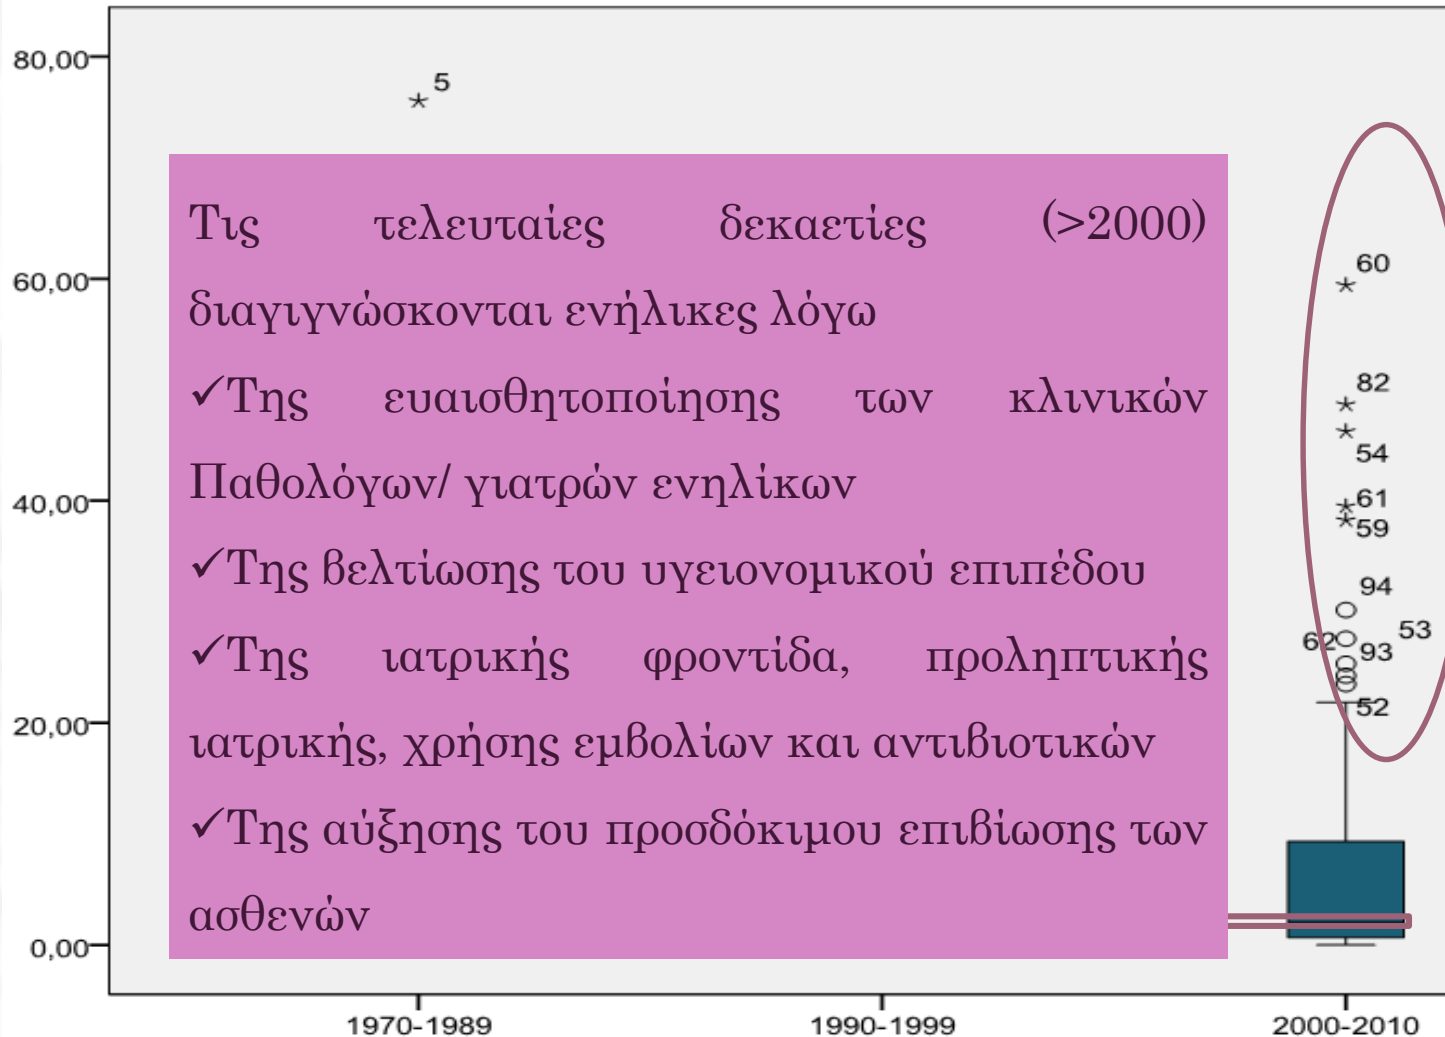 80,00
5
60
60,00
82
54
61
40,00
59
94
53
62
93
52
20,00
0,00
Τις τελευταίες δεκαετίες (>2000)
διαγιγνώσκονται ενήλικες λόγω
✓Της ευαισθητοποίησης των κλινικών
Παθολόγων/ γιατρών ενηλίκων
✓Της βελτίωσης του υγειονομικού επιπέδου
✓Της ιατρικής φροντίδα, προληπτικής
ιατρικής, χρήσης εμβολίων και αντιβιοτικών
✓Της αύξησης του προσδόκιμου επιβίωσης των
ασθενών
1970-1989 1990-1999 2000-2010